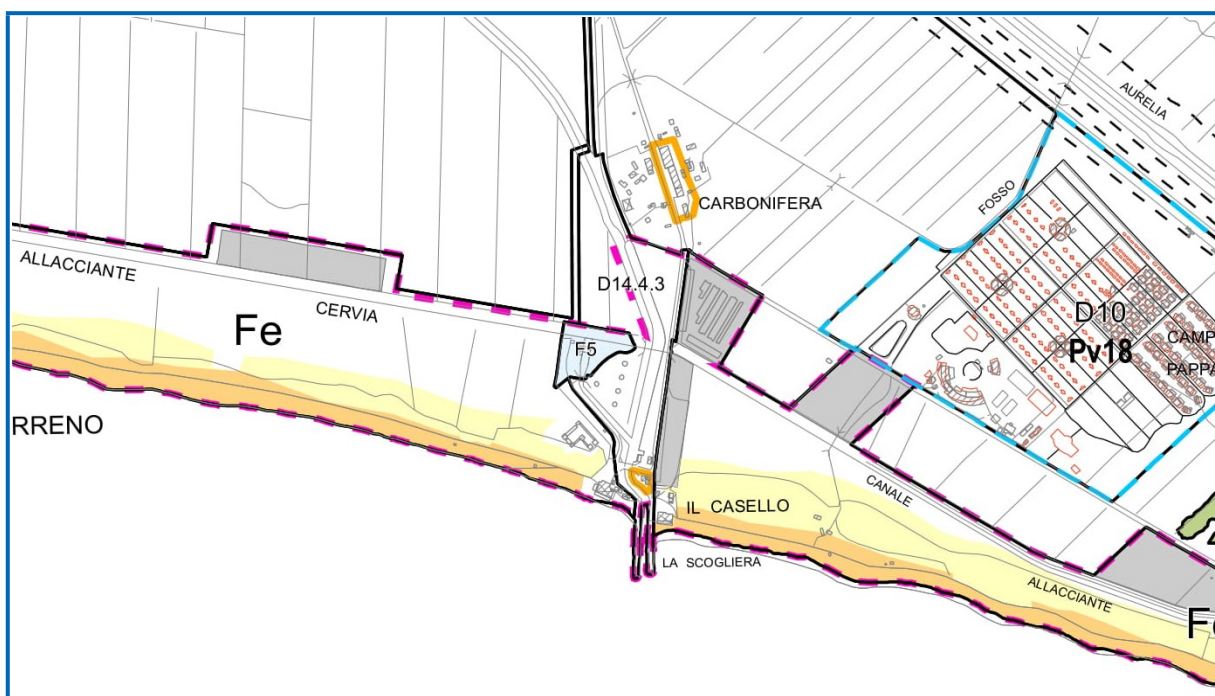 AURELIA
CARBONIFERA
FOSSO
ALLACCIANTE
D14.4.3
CERVIA
D10
Fe
F5
Pv18
CAMP
PAPPA
RRENO
CANALE
IL CASELLO
LA SCOGLIERA
ALLACCIANTE